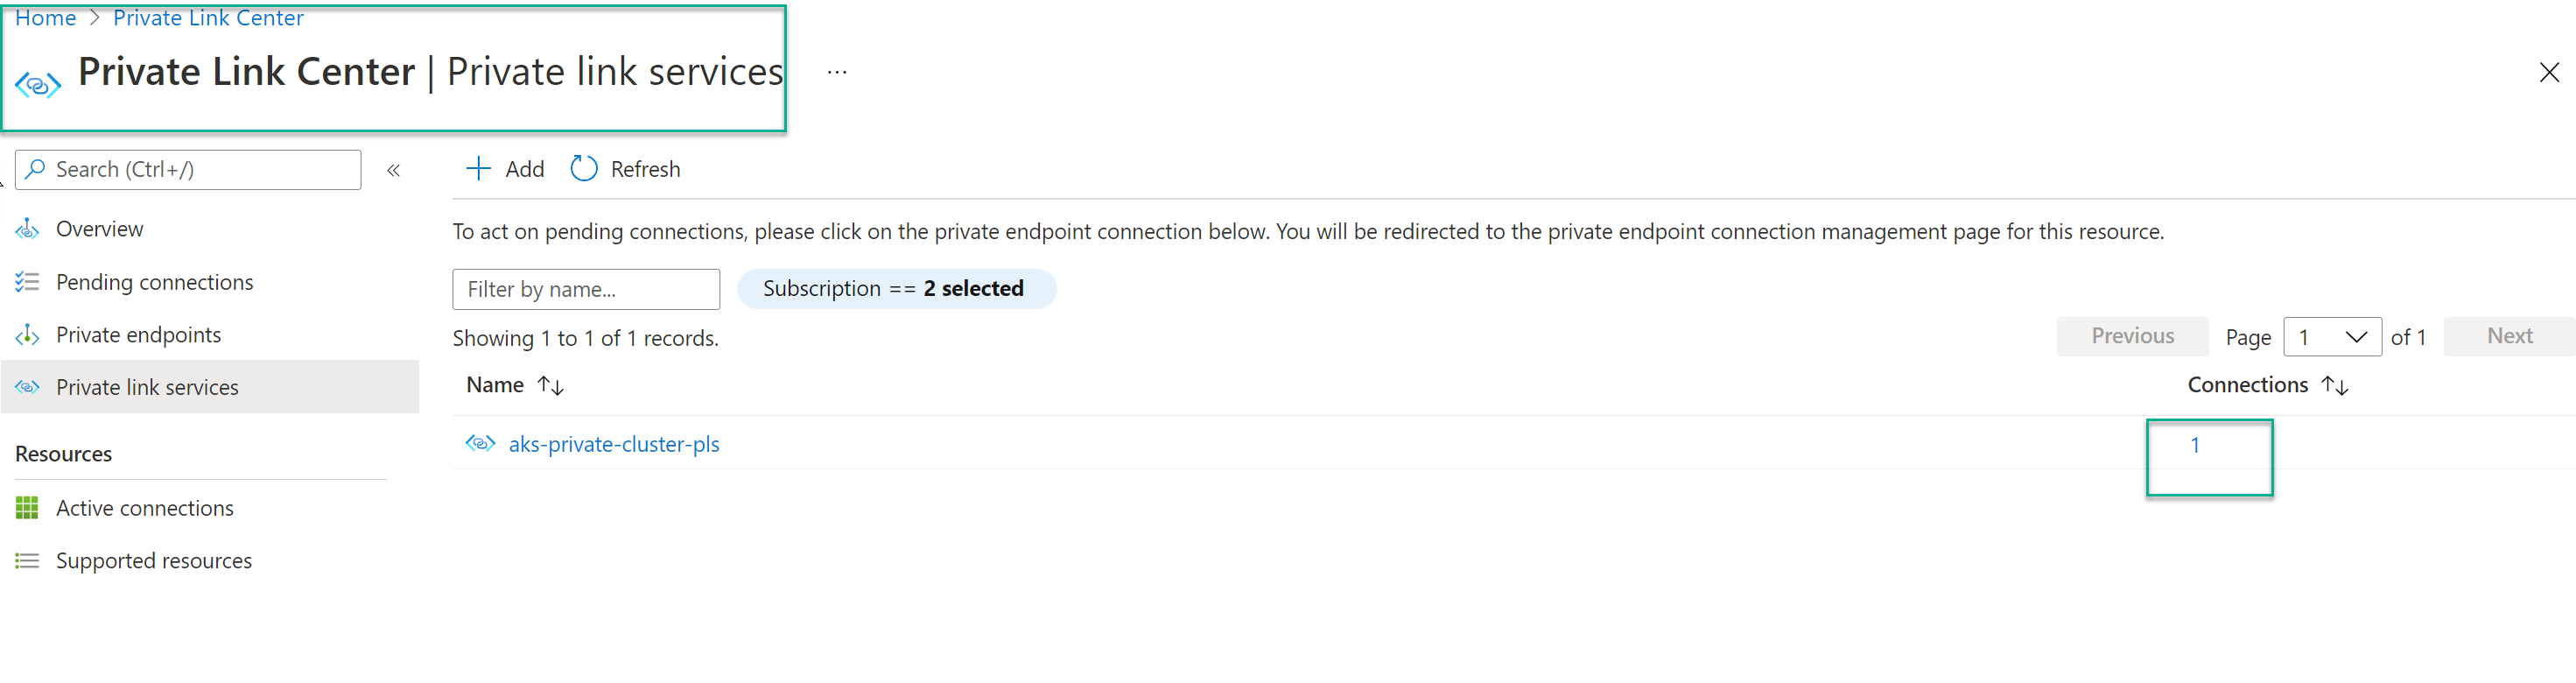 Home > Private Link Center
Private Link Center | Private link services ...
Search (Ctrl+/) «
Overview
Pending connections
Private endpoints
Private link services
Resources
Active connections
Supported resources
+ Add Refresh
To act on pending connections, please click on the private endpoint connection below. You will be redirected to the private endpoint connection management page for this resource.
Filter by name... Subscription == 2 selected
Showing 1 to 1 of 1 records. Previous Page 1 of 1 Next
Name ↑↓ Connections ↑↓
aks-private-cluster-pls 1